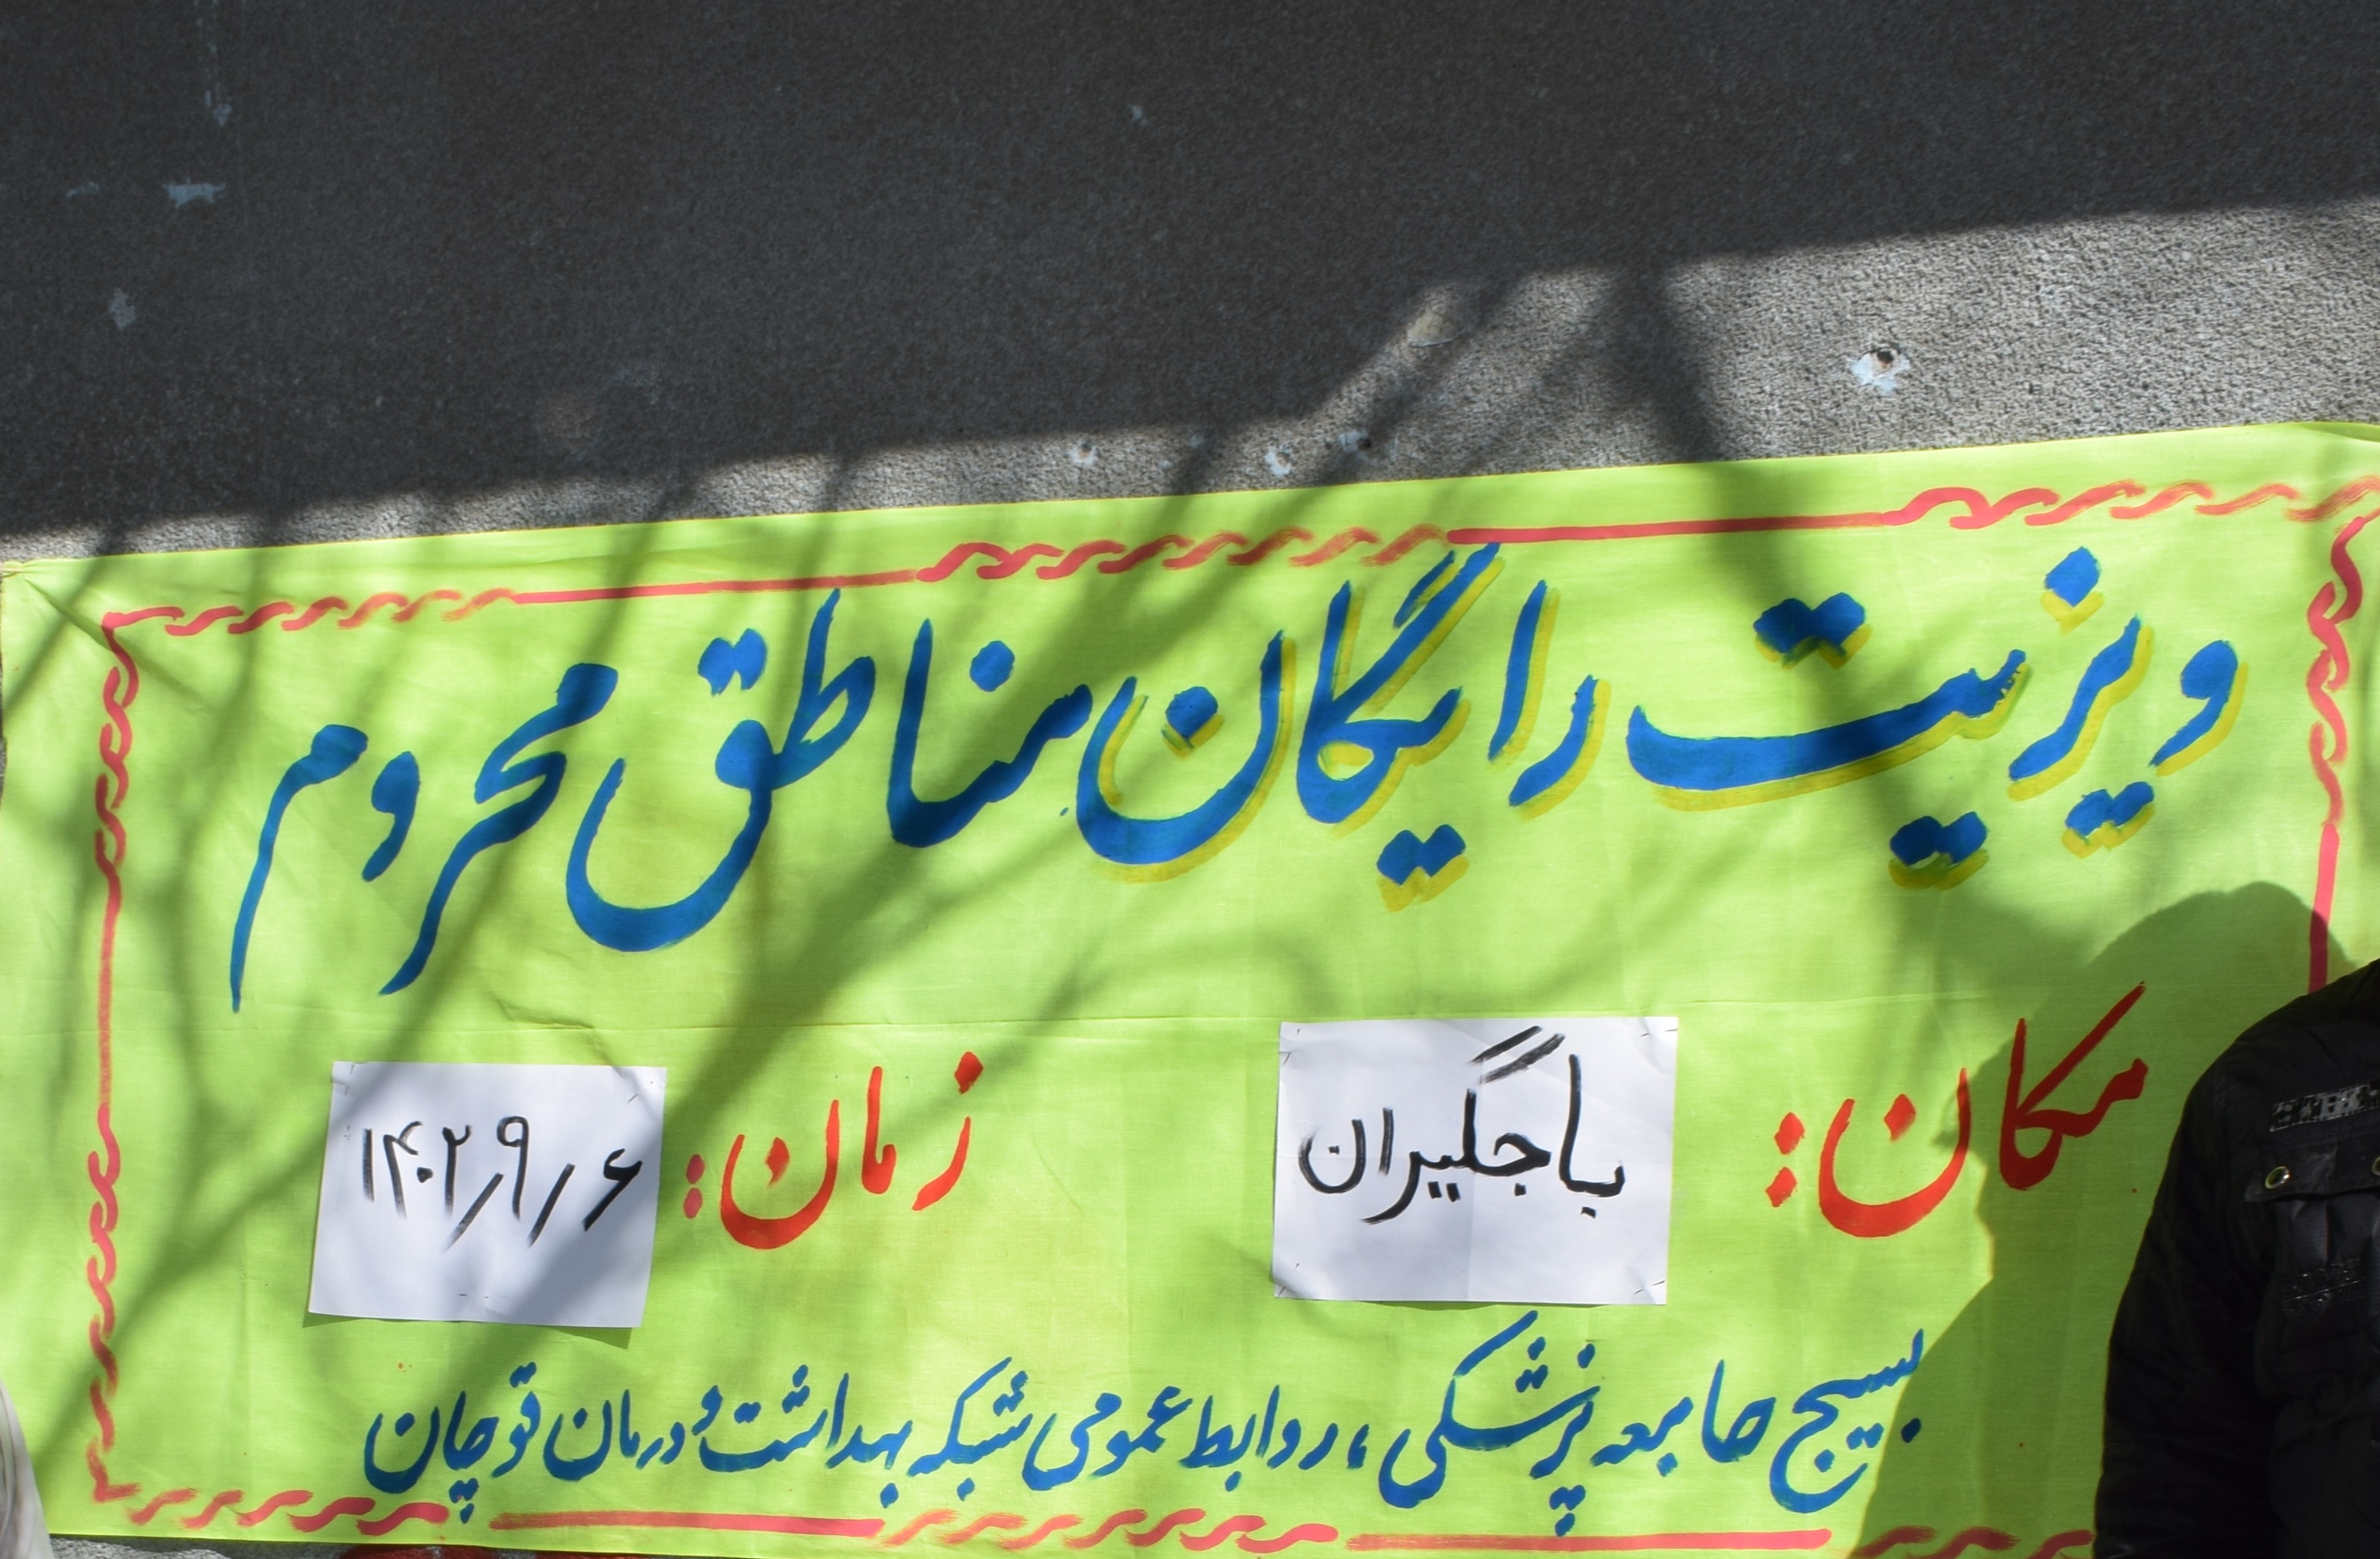 ویزیت رایگان مناطق محروم
مکان: باجگیران زمان: ۱۴۰۲/۹/۶
بسیج جامعه پزشکی، روابط عمومی شبکه بهداشت و درمان قوچان